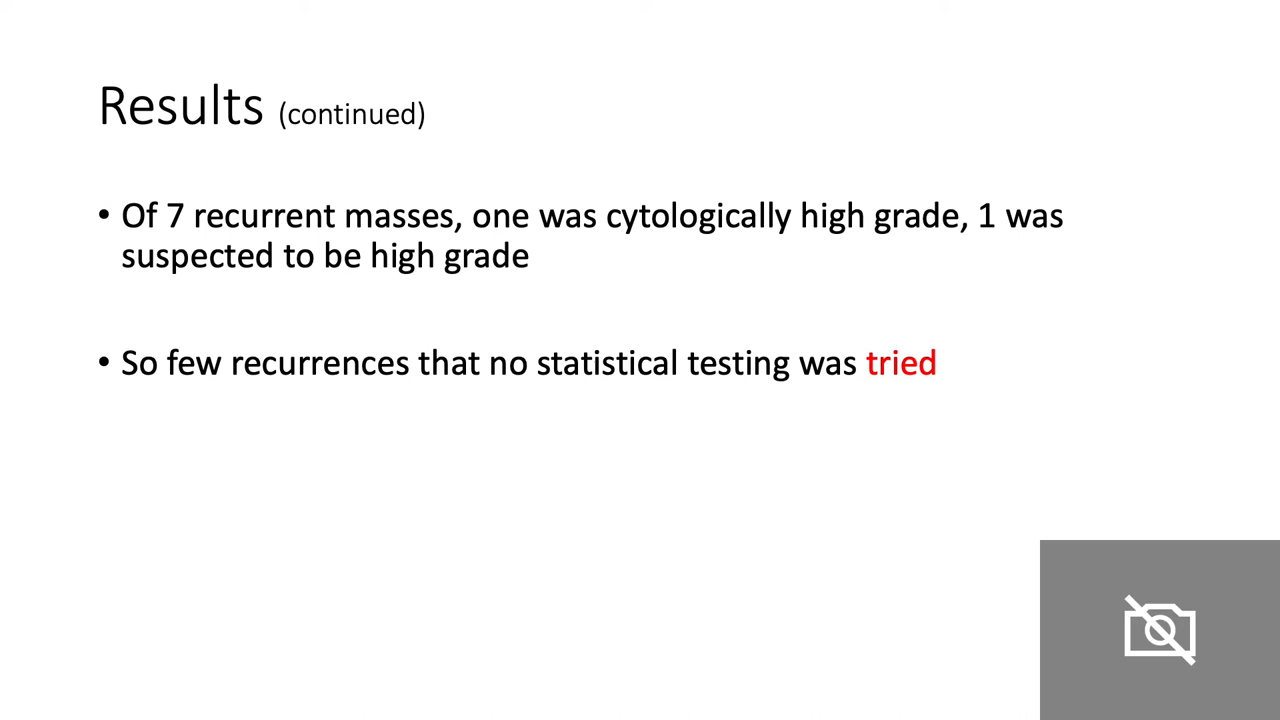 Results (continued)
• Of 7 recurrent masses, one was cytologically high grade, 1 was
suspected to be high grade
• So few recurrences that no statistical testing was tried